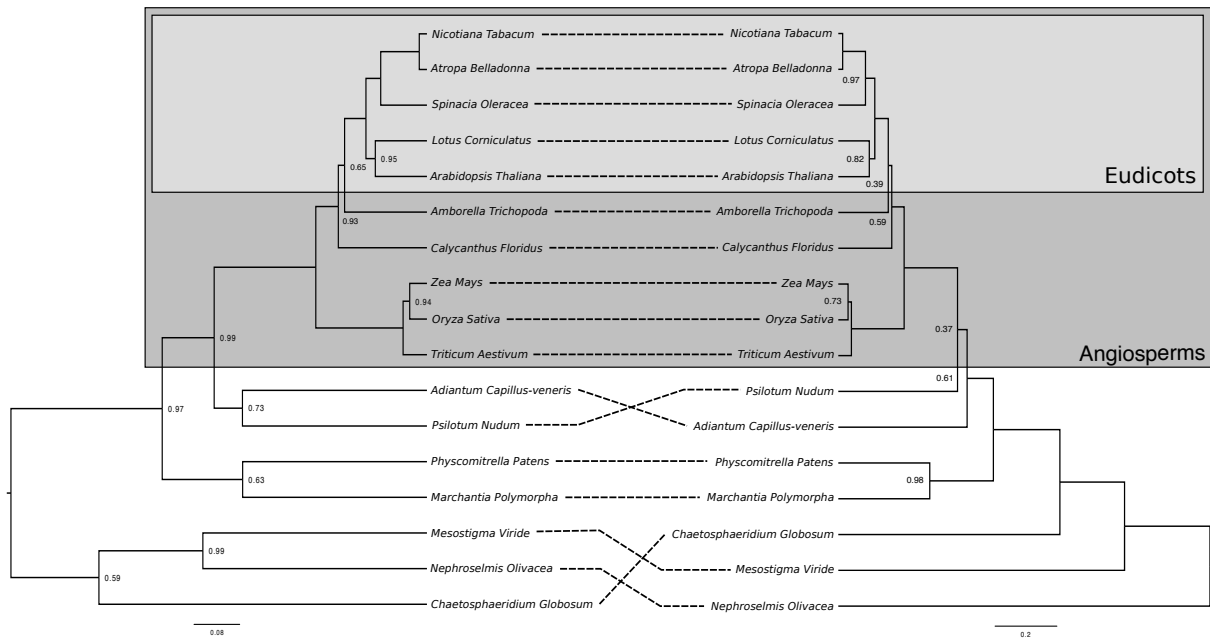 Nicotiana Tabacum Nicotiana Tabacum
Atropa Belladonna Atropa Belladonna
0.97
Spinacia Oleracea Spinacia Oleracea
Lotus Corniculatus Lotus Corniculatus
0.65 0.95 0.82
Arabidopsis Thaliana Arabidopsis Thaliana
0.39 Eudicots
Amborella Trichopoda Amborella Trichopoda
0.93 0.59
Calycanthus Floridus Calycanthus Floridus
Zea Mays Zea Mays
0.94 0.73
Oryza Sativa Oryza Sativa
0.99 0.37
Triticum Aestivum Triticum Aestivum
Angiosperms
0.61
Adiantum Capillus-veneris Psilotum Nudum
0.97 0.73
Psilotum Nudum Adiantum Capillus-veneris
Physcomitrella Patens Physcomitrella Patens
0.63 0.98
Marchantia Polymorpha Marchantia Polymorpha
Mesostigma Viride Chaetosphaeridium Globosum
0.99
Nephroselmis Olivacea Mesostigma Viride
0.59
Chaetosphaeridium Globosum Nephroselmis Olivacea
0.08 0.2